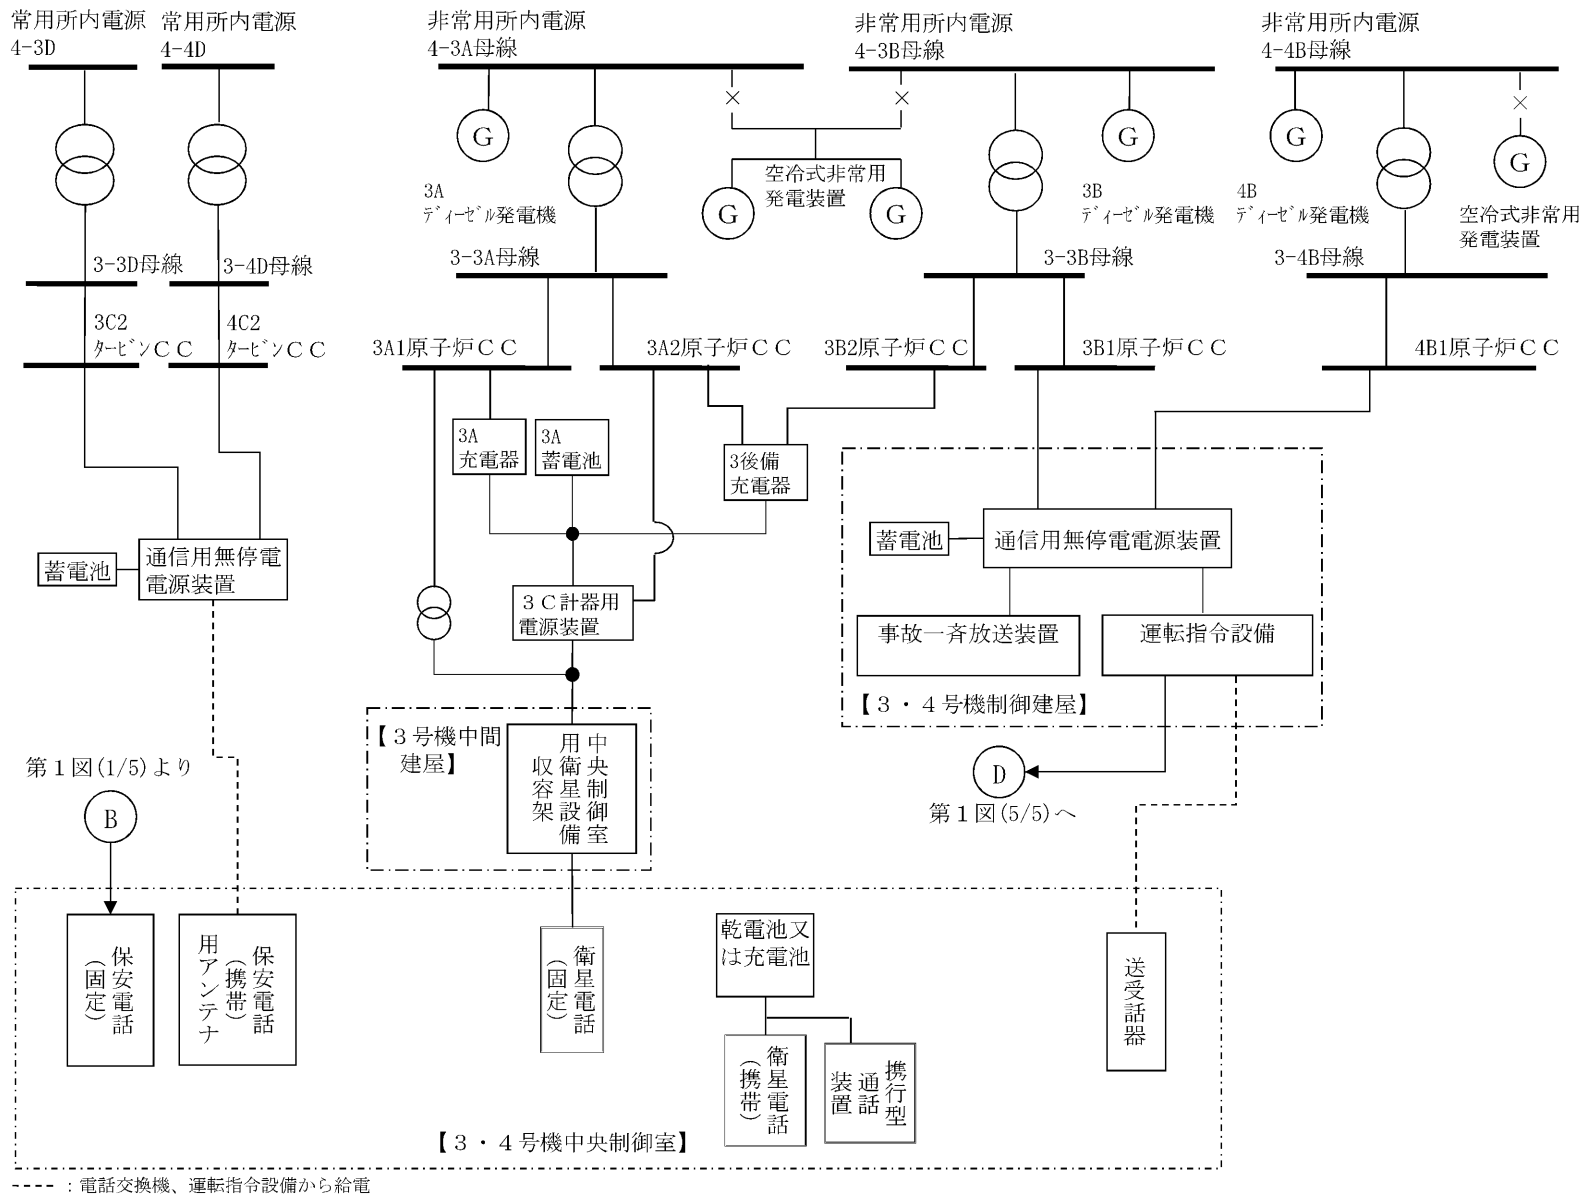 常用所内電源
4-3D
常用所内電源
4-4D
非常用所内電源
4-3A母線
非常用所内電源
4-3B母線
非常用所内電源
4-4B母線
×
×
×
G
G
G
G
G
G
空冷式非常用
発電装置
3A
ﾃﾞｨｰｾﾞﾙ発電機
3B
ﾃﾞｨｰｾﾞﾙ発電機
4B
ﾃﾞｨｰｾﾞﾙ発電機
空冷式非常用
発電装置
3-3D母線
3-4D母線
3-3A母線
3-3B母線
3-4B母線
3C2
ﾀｰﾋﾞﾝＣＣ
4C2
ﾀｰﾋﾞﾝＣＣ
3A1原子炉ＣＣ
3A2原子炉ＣＣ
3B2原子炉ＣＣ
3B1原子炉ＣＣ
4B1原子炉ＣＣ
3A
充電器
3A
蓄電池
3後備
充電器
蓄電池
通信用無停電
電源装置
３Ｃ計器用
電源装置
蓄電池
通信用無停電電源装置
事故一斉放送装置
運転指令設備
【３・４号機制御建屋】
【３号機中間
建屋】
中央制御室
用衛星設備
収容架
第１図(1/5)より
B
D
第１図(5/5)へ
保安電話
(固定)
保安電話
(携帯)
用アンテナ
衛星電話
(固定)
乾電池又
は充電池
衛星電話
(携帯)
携行型
通話
装置
送受話器
【３・４号機中央制御室】
：電話交換機、運転指令設備から給電